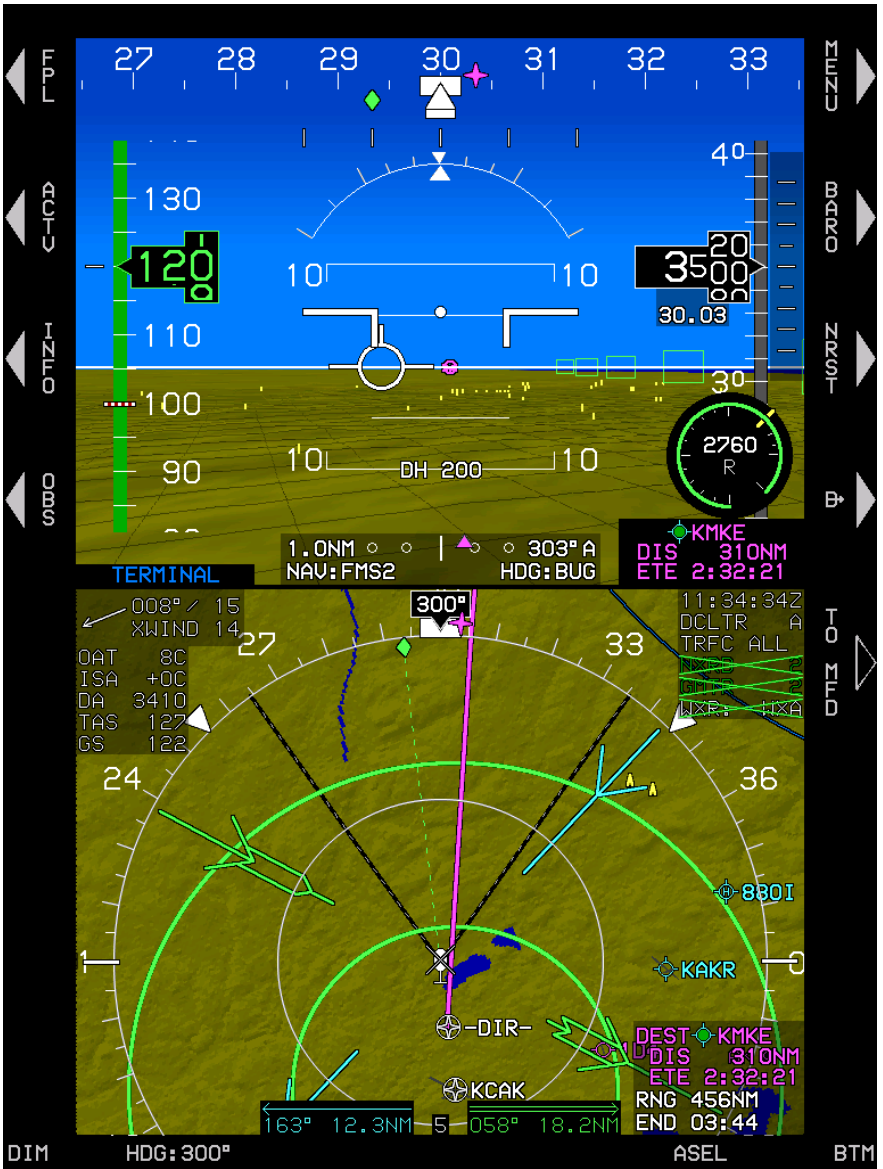 27 28 29 30 31 32 33
FPL
MENU
ACTV
BARO
INFO
NRST
OBS
130
120
110
100
90
40
3500
20
30.03
30
10 10
10 10
DH 200
2760
R
1.0NM
303° A
NAV:FMS2
HDG:BUG
TERMINAL
KMKE
DIS 310NM
ETE 2:32:21
008°/ 15
XWIND 14
OAT 8C
ISA +0C
DA 3410
TAS 127
GS 122
300°
11:34:34Z
DCLTR A
TRFC ALL
WXR:
TO MFD
24 27 33 36
880I
KAKR
-DIR-
KCAK
DEST KMKE
DIS 310NM
ETE 2:32:21
RNG 456NM
END 03:44
163° 12.3NM
5
058° 18.2NM
DIM
HDG:300°
ASEL
BTM